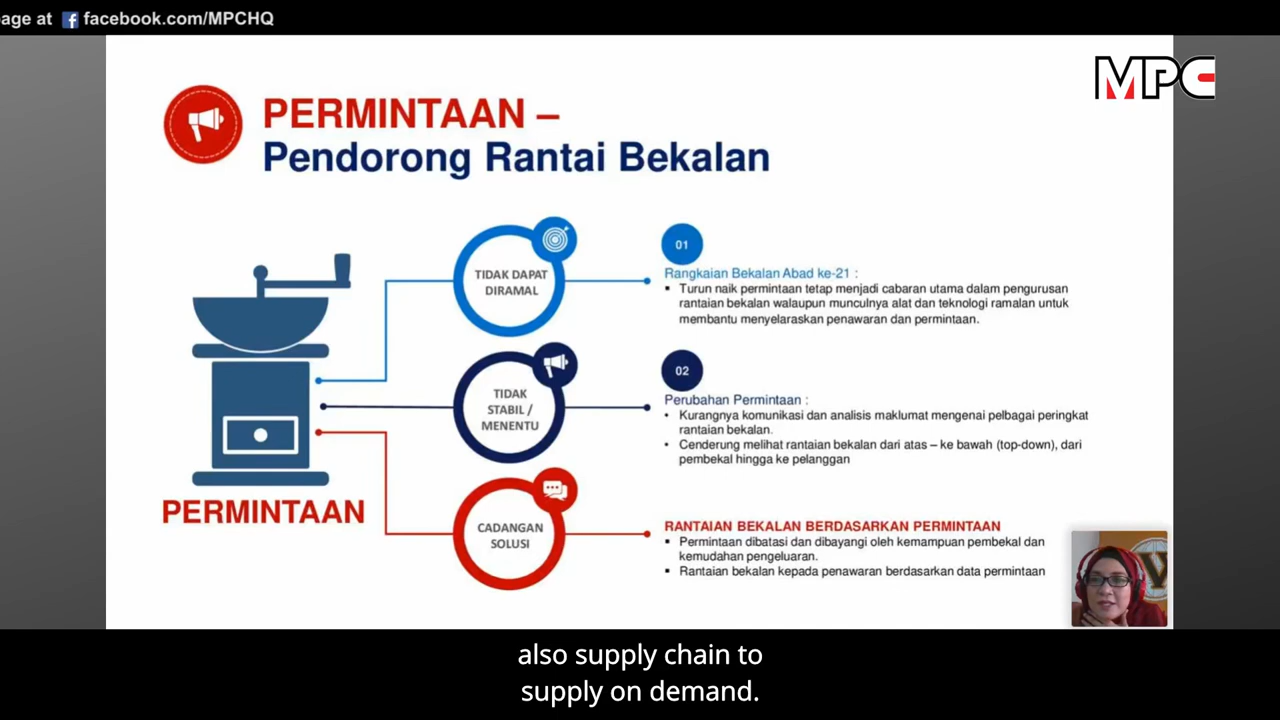 age at facebook.com/MPCHQ
MPC
PERMINTAAN –
Pendorong Rantai Bekalan
TIDAK DAPAT
DIRAMAL
01
Rangkaian Bekalan Abad ke-21 :
▪ Turun naik permintaan tetap menjadi cabaran utama dalam pengurusan
rantaian bekalan walaupun munculnya alat dan teknologi ramalan untuk
membantu menyelaraskan penawaran dan permintaan.
TIDAK
STABIL /
MENENTU
02
Perubahan Permintaan :
• Kurangnya komunikasi dan analisis maklumat mengenai pelbagai peringkat
rantaian bekalan.
• Cenderung melihat rantaian bekalan dari atas – ke bawah (top-down), dari
pembekal hingga ke pelanggan
PERMINTAAN
CADANGAN
SOLUSI
RANTAIAN BEKALAN BERDASARKAN PERMINTAAN
▪ Permintaan dibatasi dan dibayangi oleh kemampuan pembekal dan
kemudahan pengeluaran.
▪ Rantaian bekalan kepada penawaran berdasarkan data permintaan
also supply chain to
supply on demand.